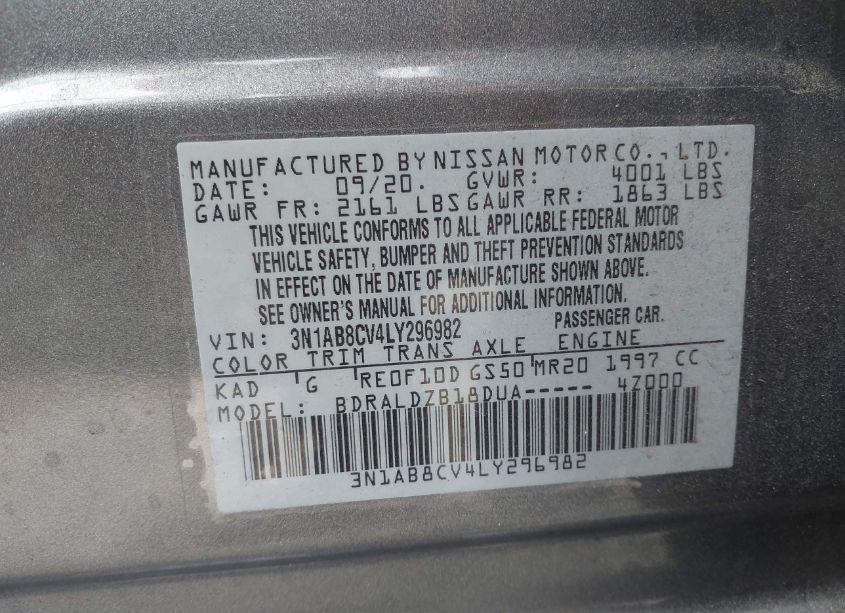 MANUFACTURED BY NISSAN MOTOR CO., LTD.
DATE: 09/20. GVWR: 4001 LBS
GAWR FR: 2161 LBS GAWR RR: 1863 LBS
THIS VEHICLE CONFORMS TO ALL APPLICABLE FEDERAL MOTOR
VEHICLE SAFETY, BUMPER AND THEFT PREVENTION STANDARDS
IN EFFECT ON THE DATE OF MANUFACTURE SHOWN ABOVE.
SEE OWNER'S MANUAL FOR ADDITIONAL INFORMATION.
VIN: 3N1AB8CV4LY296982 PASSENGER CAR.
COLOR TRIM TRANS AXLE ENGINE
KAD G RE0F10D GS50 MR20 1997 CC
MODEL: BDRALDZB18DUA----- 4Z000
3N1AB8CV4LY296982